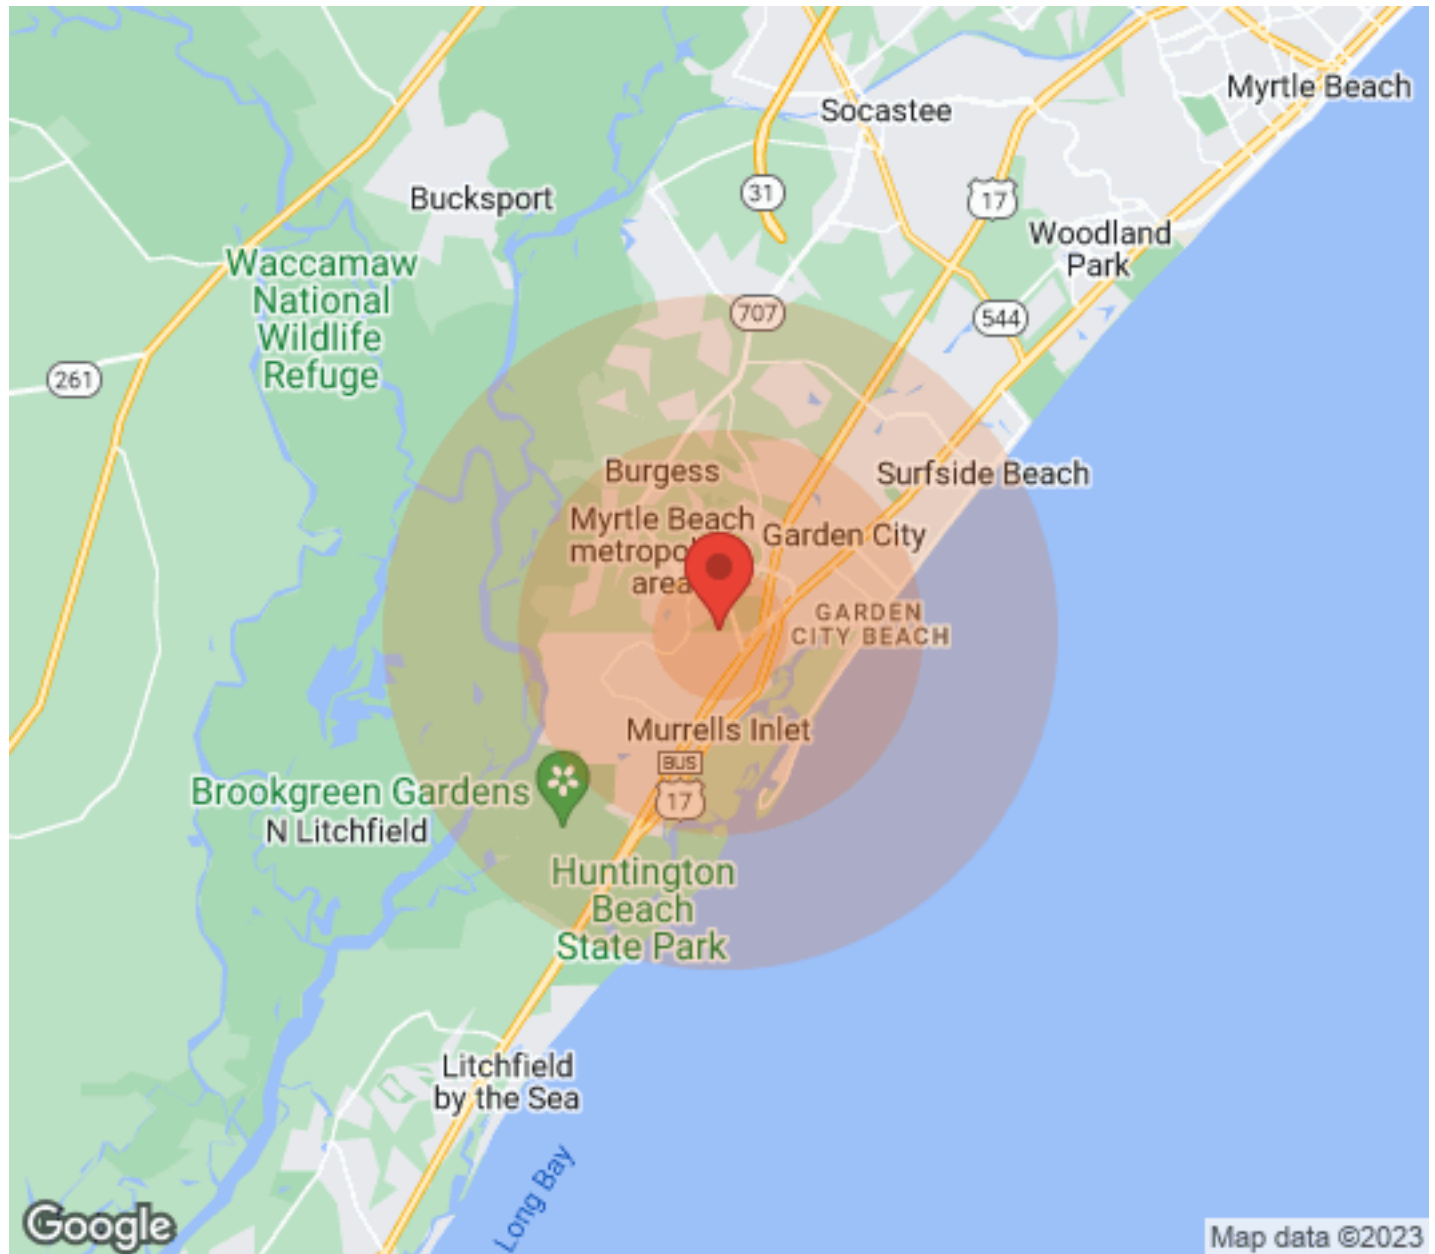 Myrtle Beach
Socastee
31
17
Bucksport
Woodland
Park
Waccamaw
National
Wildlife
Refuge
707
544
261
Burgess
Surfside Beach
Myrtle Beach
area
Garden City
GARDEN
CITY BEACH
Murrells Inlet
BUS
17
Brookgreen Gardens
N Litchfield
Huntington
Beach
State Park
Litchfield
by the Sea
Long Bay
Google
Map data ©2023